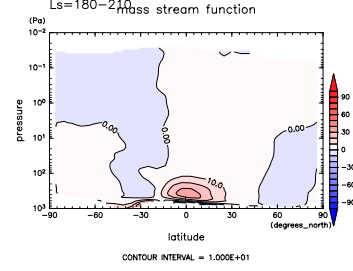 Ls=180-210
mass stream function
(Pa)
10⁻²
10⁻¹
10⁰
10¹
10²
10³
pressure
0.00
0.00
0.00
10.0
−90 −60 −30 0 30 60 90
(degrees_north)
latitude
90
60
30
0
−30
−60
−90
CONTOUR INTERVAL = 1.000E+01